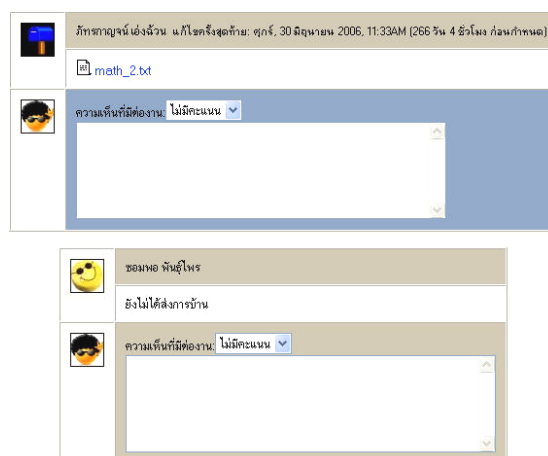 ภัทรกาญจน์ เอ่งฉ้วน แก้ไขครั้งสุดท้าย: ศุกร์, 30 มิถุนายน 2006, 11:33AM (266 วัน 4 ชั่วโมง ก่อนกำหนด)
math_2.txt
ความเห็นที่มีต่องาน: ไม่มีคะแนน
ชอมพอ พันธุ์ไพร
ยังไม่ได้ส่งการบ้าน
ความเห็นที่มีต่องาน: ไม่มีคะแนน